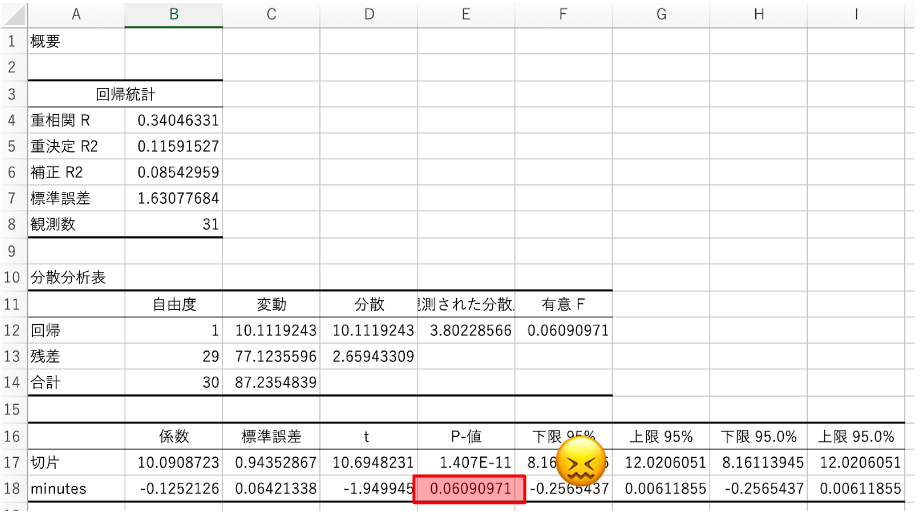 A B C D E F G H I
1 概要
2
3 回帰統計
4 重相関 R 0.34046331
5 重決定 R2 0.11591527
6 補正 R2 0.08542959
7 標準誤差 1.63077684
8 観測数 31
9
10 分散分析表
11 自由度 変動 分散 測された分散 有意 F
12 回帰 1 10.1119243 10.1119243 3.80228566 0.06090971
13 残差 29 77.1235596 2.65943309
14 合計 30 87.2354839
15
16 係数 標準誤差 t P-値 下限 95% 上限 95% 下限 95.0% 上限 95.0%
17 切片 10.0908723 0.94352867 10.6948231 1.407E-11 12.0206051 8.16113945 12.0206051
18 minutes -0.1252126 0.06421338 -1.949945 0.06090971 -0.2565437 0.00611855 -0.2565437 0.00611855